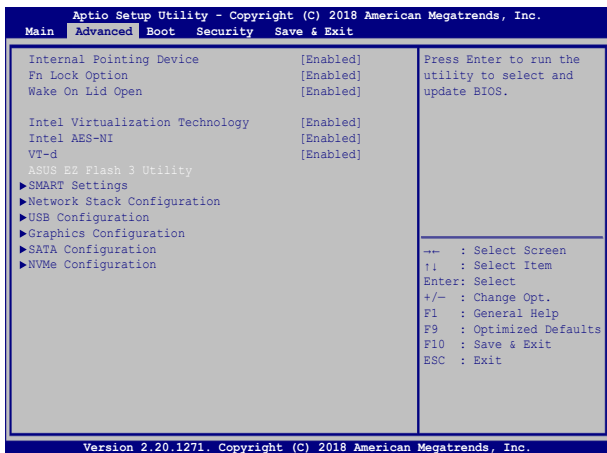 Aptio Setup Utility - Copyright (C) 2018 American Megatrends, Inc.
Main Advanced Boot Security Save & Exit
Internal Pointing Device [Enabled]
Fn Lock Option [Enabled]
Wake On Lid Open [Enabled]
Intel Virtualization Technology [Enabled]
Intel AES-NI [Enabled]
VT-d [Enabled]
ASUS EZ Flash 3 Utility
▶SMART Settings
▶Network Stack Configuration
▶USB Configuration
▶Graphics Configuration
▶SATA Configuration
▶NVMe Configuration
Press Enter to run the
utility to select and
update BIOS.
→← : Select Screen
↑↓ : Select Item
Enter: Select
+/— : Change Opt.
F1 : General Help
F9 : Optimized Defaults
F10 : Save & Exit
ESC : Exit
Version 2.20.1271. Copyright (C) 2018 American Megatrends, Inc.